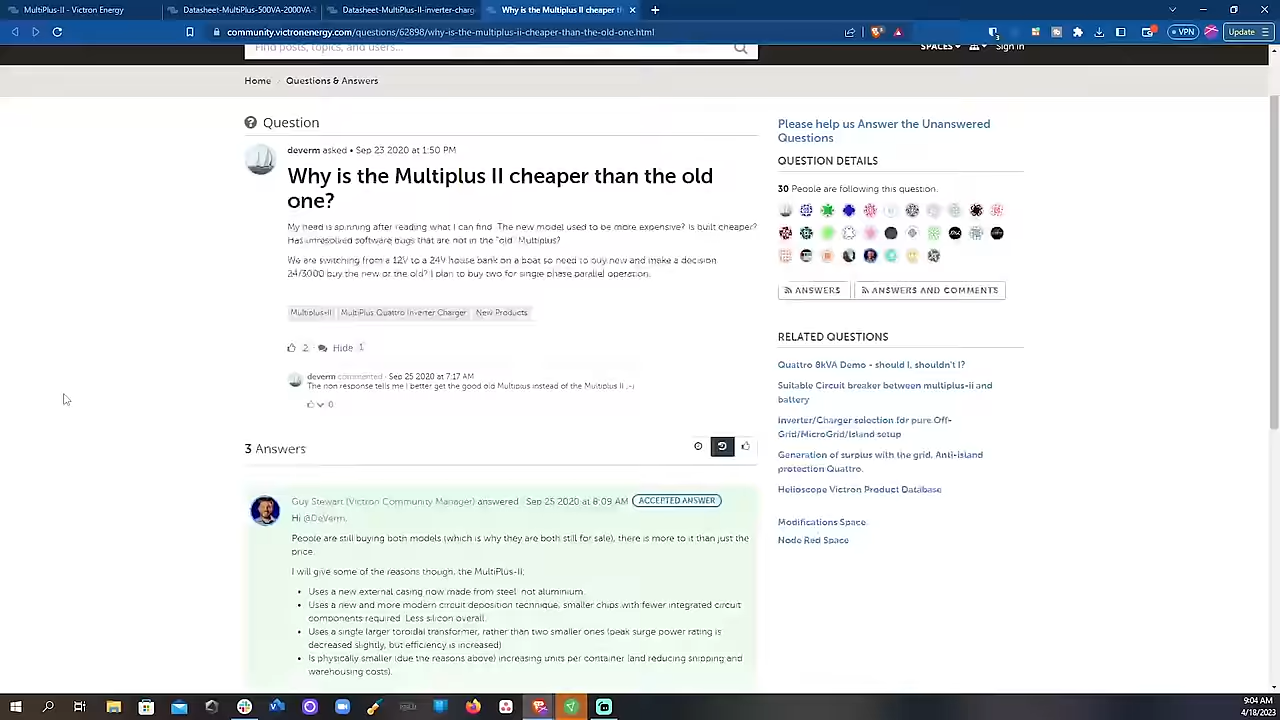 MultiPlus-II - Victron Energy
Datasheet-MultiPlus-500VA-2000VA-i
Datasheet-MultiPlus-II-inverter-charg
Why is the Multiplus II cheaper th
community.victronenergy.com/questions/62898/why-is-the-multiplus-ii-cheaper-than-the-old-one.html
VPN
Update
Find posts, topics, and users...
SPACES
Sign in
Home
Questions & Answers
Question
deverm asked • Sep 23 2020 at 1:50 PM
Why is the Multiplus II cheaper than the old
one?
My head is spinning after reading what I can find. The new model used to be more expensive? Is built cheaper?
Has unresolved software bugs that are not in the "old" Multiplus?
We are switching from a 12V to a 24V house bank on a boat so need to buy new and make a decision
24/3000 buy the new or the old? I plan to buy two for single phase parallel operation.
Multiplus-II
MultiPlus Quattro Inverter Charger
New Products
2
Hide 1
deverm commented · Sep 25 2020 at 7:17 AM
The non response tells me I better get the good old Multiplus instead of the Multiplus II ;-)
0
3 Answers
Guy Stewart (Victron Community Manager) answered · Sep 25 2020 at 8:09 AM
ACCEPTED ANSWER
Hi @DeVerm,
People are still buying both models (which is why they are both still for sale), there is more to it than just the
price.
I will give some of the reasons though, the MultiPlus-II;
• Uses a new external casing now made from steel, not aluminium.
• Uses a new and more modern circuit deposition technique, smaller chips with fewer integrated circuit
components required. Less silicon overall.
• Uses a single larger toroidal transformer, rather than two smaller ones (peak surge power rating is
decreased slightly, but efficiency is increased)
• Is physically smaller (due the reasons above) increasing units per container (and reducing shipping and
warehousing costs).
Please help us Answer the Unanswered
Questions
QUESTION DETAILS
30 People are following this question.
ANSWERS
ANSWERS AND COMMENTS
RELATED QUESTIONS
Quattro 8kVA Demo - should I, shouldn't I?
Suitable Circuit breaker between multiplus-ii and
battery
Inverter/Charger selection for pure Off-
Grid/MicroGrid/Island setup
Generation of surplus with the grid, Anti-island
protection Quattro.
Helioscope Victron Product Database
Modifications Space
Node Red Space
9:04 AM
4/18/2023